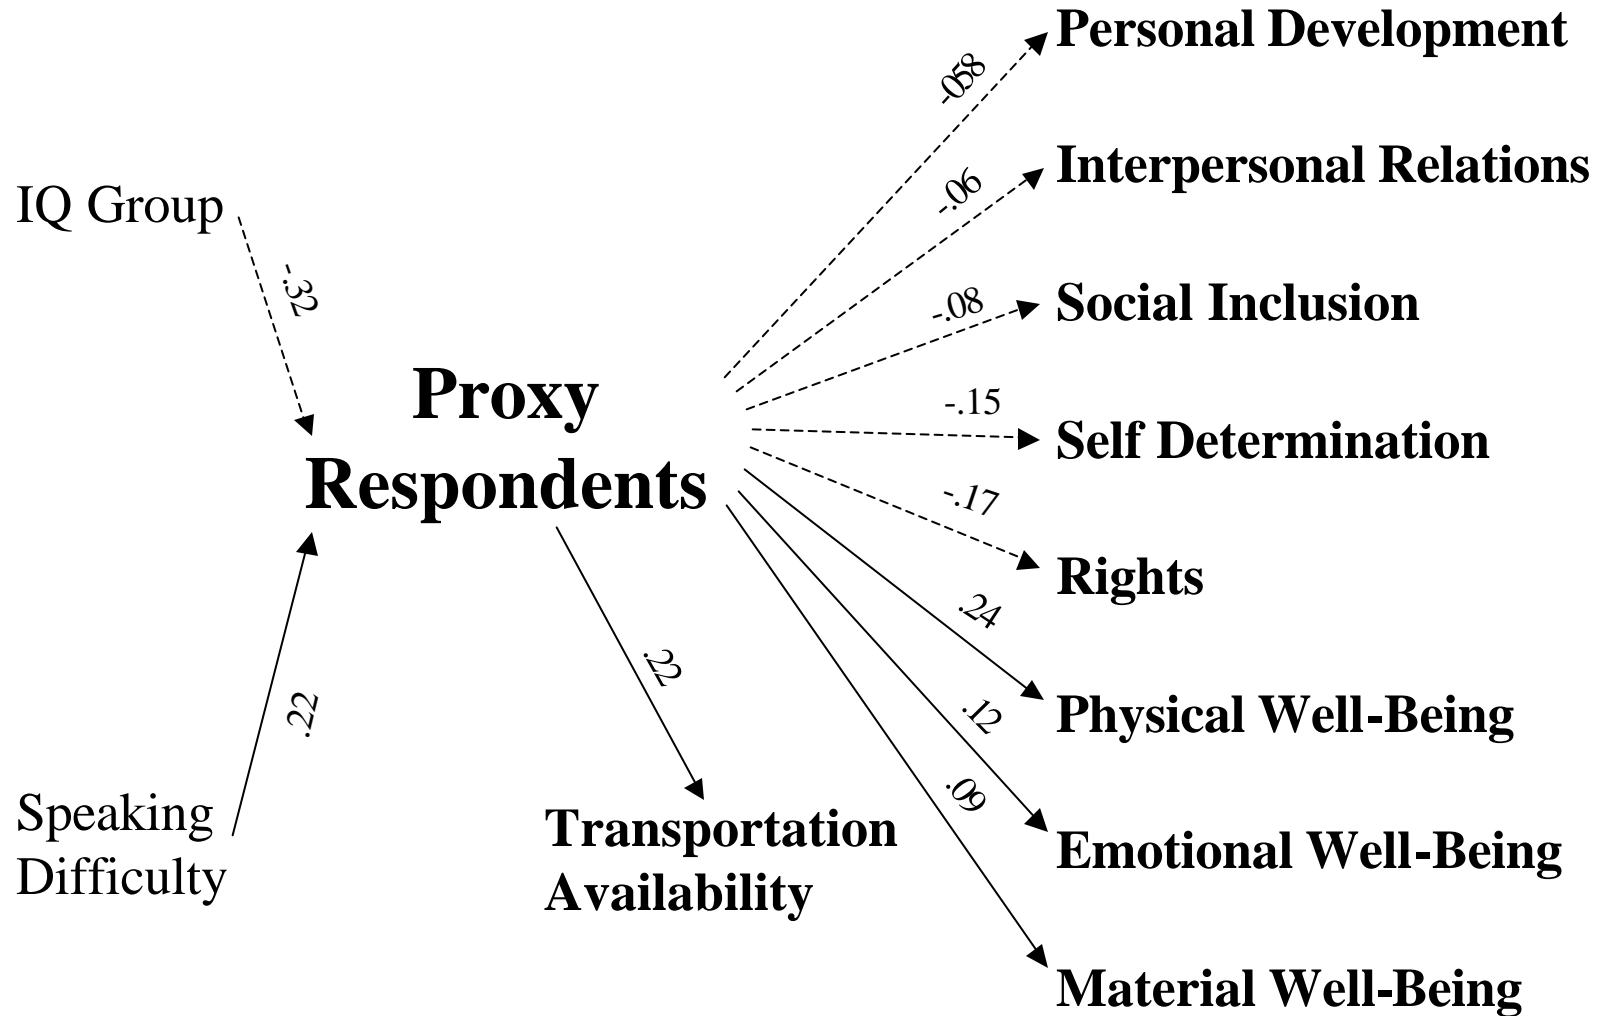 Personal Development
-.058
Interpersonal Relations
-.06
IQ Group
-.32
Social Inclusion
-.08
Proxy
Respondents
-.15
Self Determination
-.17
Rights
.24
Physical Well-Being
.22
.22
.12
Speaking
Difficulty
.09
Transportation
Availability
Emotional Well-Being
Material Well-Being